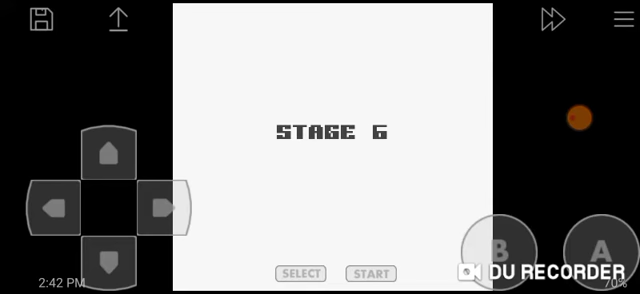 STAGE 6
B
A
SELECT
START
DU RECORDER
2:42 PM
70%